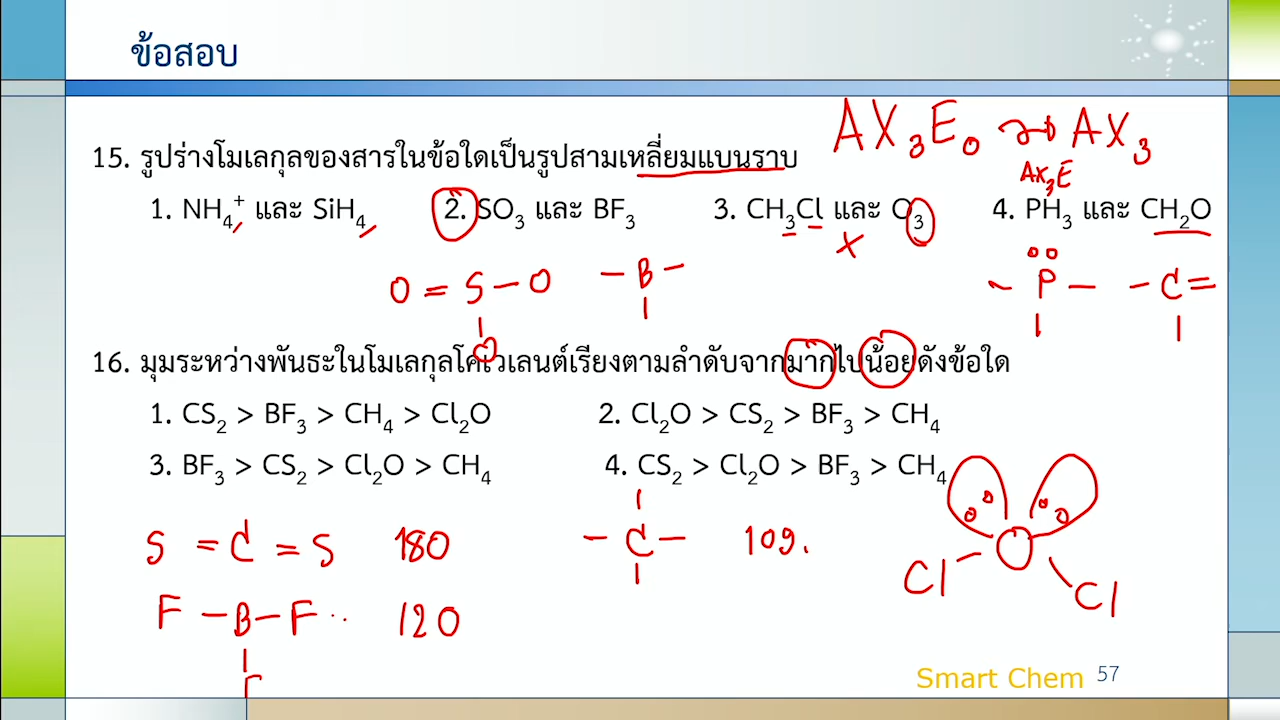 ข้อสอบ
AX₃E₀ ⇝ AX₃
15. รูปร่างโมเลกุลของสารในข้อใดเป็นรูปสามเหลี่ยมแบนราบ
AX₃E
1. NH₄⁺ และ SiH₄ 2. SO₃ และ BF₃ 3. CH₃Cl และ O₃ 4. PH₃ และ CH₂O
O = S - O - B - - P - - C =
O
16. มุมระหว่างพันธะในโมเลกุลโคเวเลนต์เรียงตามลำดับจากมากไปน้อยดังข้อใด
1. CS₂ > BF₃ > CH₄ > Cl₂O 2. Cl₂O > CS₂ > BF₃ > CH₄
3. BF₃ > CS₂ > Cl₂O > CH₄ 4. CS₂ > Cl₂O > BF₃ > CH₄
S = C = S 180 - C - 109. O
Cl Cl
F - B - F 120
F
Smart Chem 57